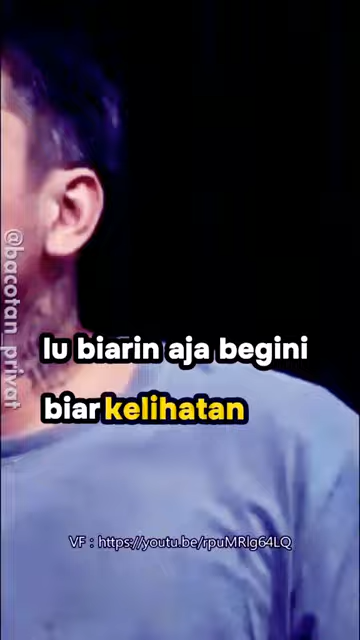 lu biarin aja begini
biar kelihatan
@bacotan_privat
VF : https://youtu.be/rpuMRlg64LQ